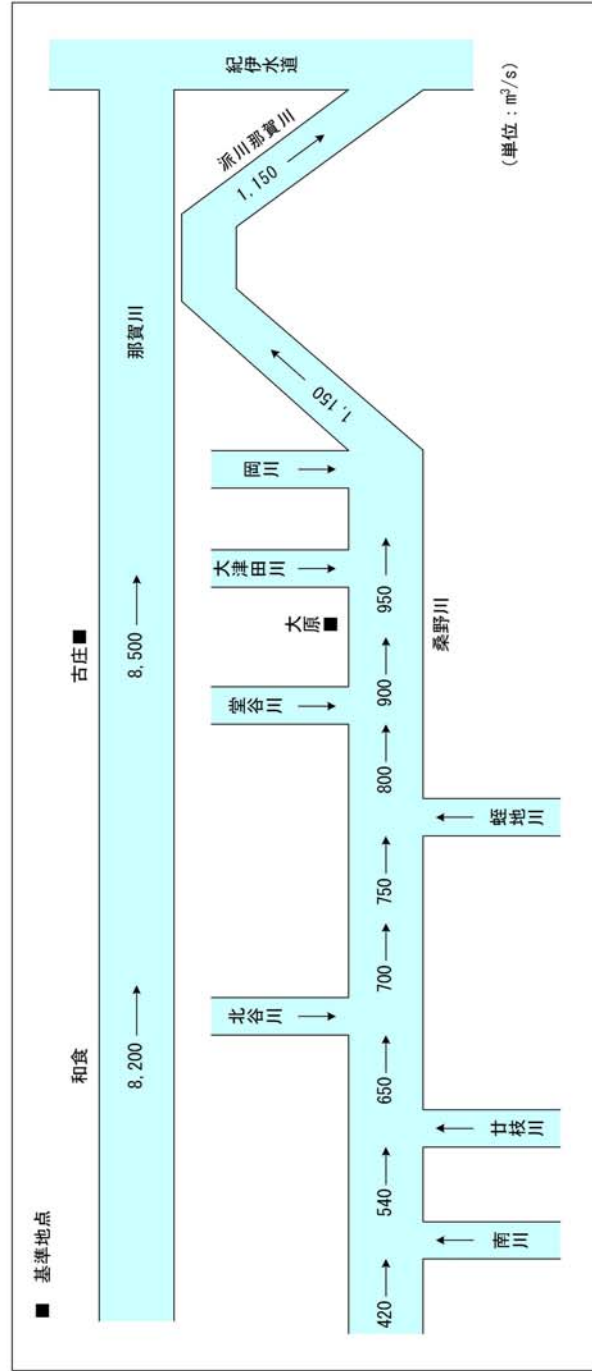 ■ 基準地点
和食
古庄■
8,200
8,500
那賀川
紀伊水道
派川那賀川
1,150
1,150
北谷川
堂谷川
大津田川
岡川
大原
■
420
540
650
700
750
800
900
950
桑野川
南川
廿枝川
蛭地川
(単位：m³/s)